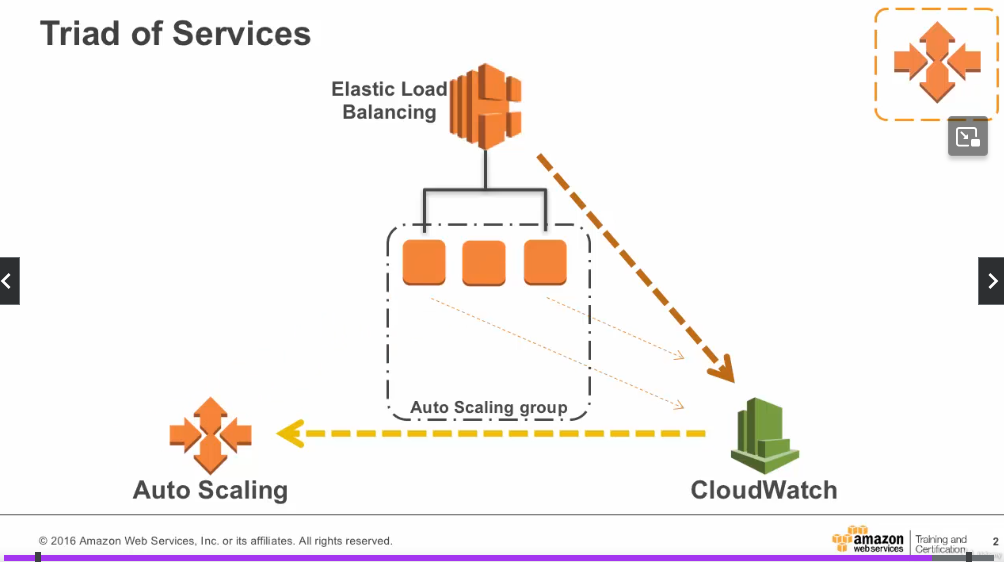 Triad of Services
Elastic Load
Balancing
Auto Scaling group
Auto Scaling
CloudWatch
© 2016 Amazon Web Services, Inc. or its affiliates. All rights reserved.
amazon
web services
Training and
Certification
2